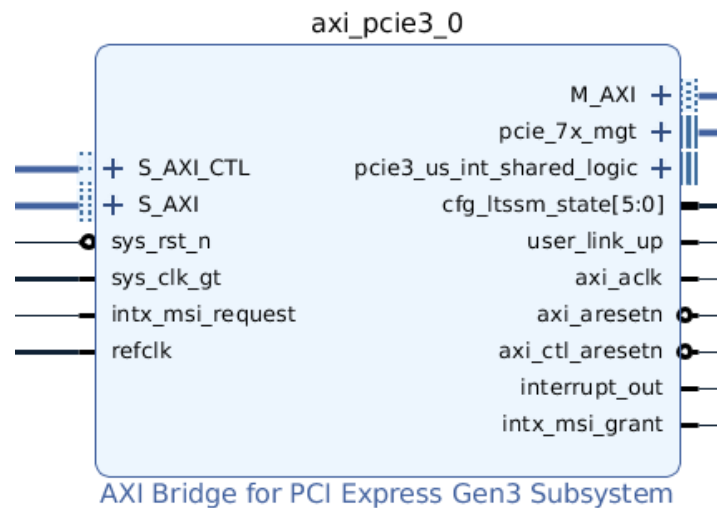 axi_pcie3_0
M_AXI
pcie_7x_mgt
S_AXI_CTL
pcie3_us_int_shared_logic
S_AXI
cfg_ltssm_state[5:0]
sys_rst_n
user_link_up
sys_clk_gt
axi_aclk
intx_msi_request
axi_aresetn
refclk
axi_ctl_aresetn
interrupt_out
intx_msi_grant
AXI Bridge for PCI Express Gen3 Subsystem